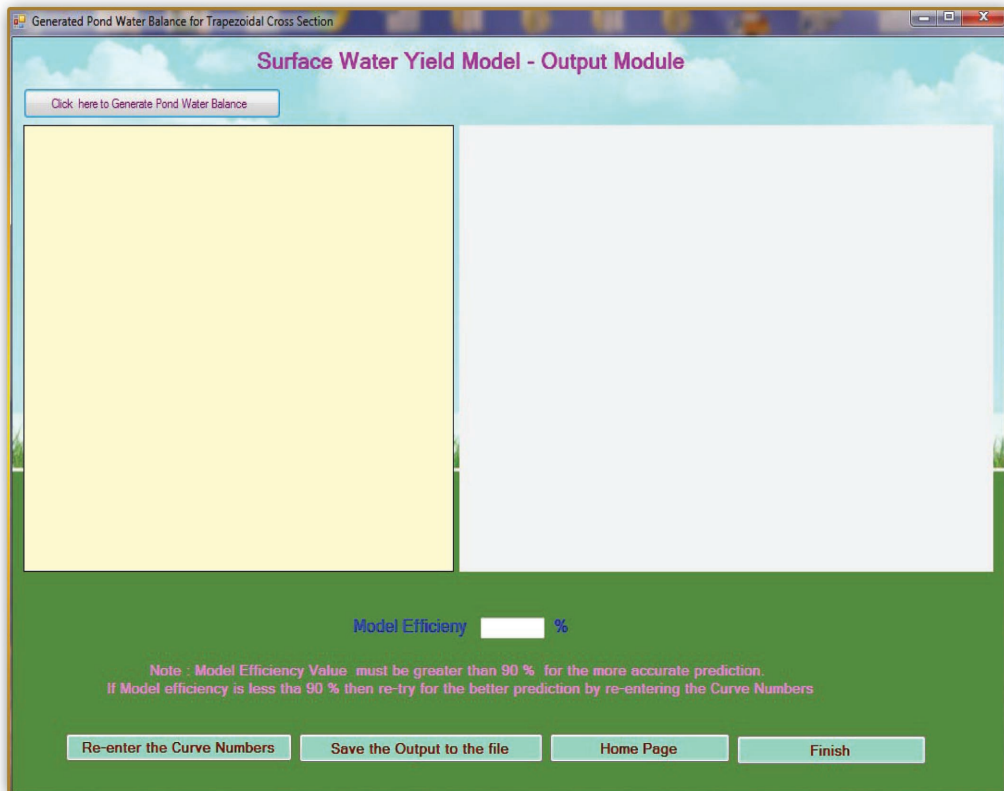 Generated Pond Water Balance for Trapezoidal Cross Section
Surface Water Yield Model - Output Module
Click here to Generate Pond Water Balance
Model Efficieny %
Note : Model Efficiency Value must be greater than 90 % for the more accurate prediction.
If Model efficiency is less tha 90 % then re-try for the better prediction by re-entering the Curve Numbers
Re-enter the Curve Numbers
Save the Output to the file
Home Page
Finish